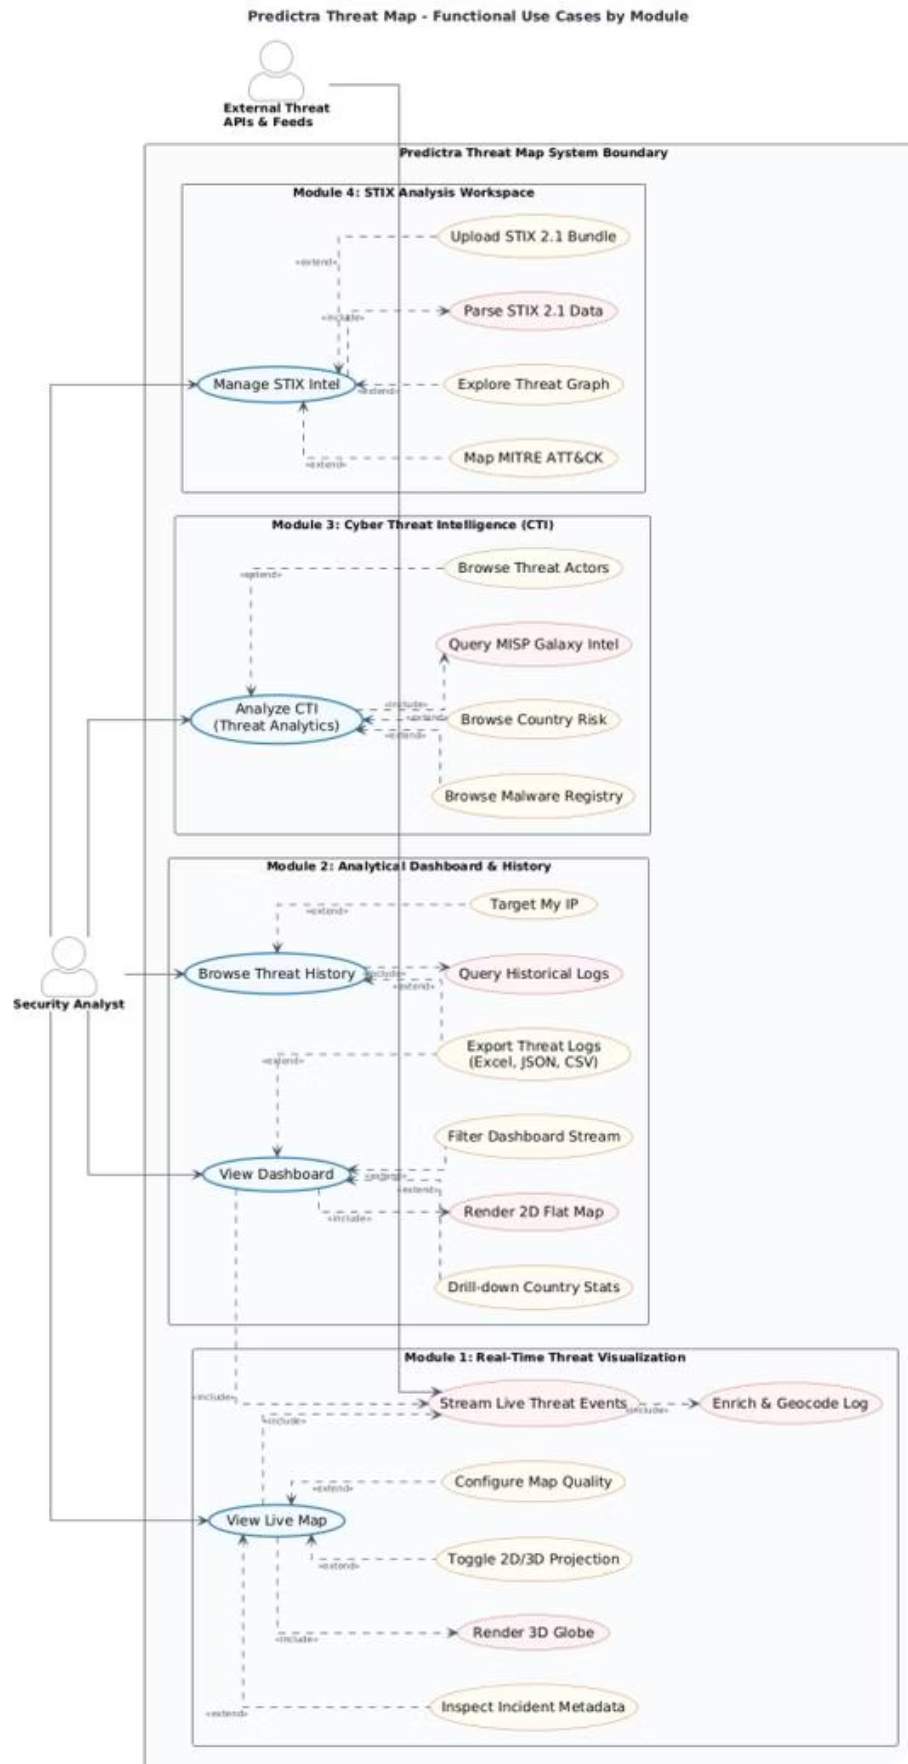 Predictra Threat Map - Functional Use Cases by Module
External Threat
APIs & Feeds
Predictra Threat Map System Boundary
Module 4: STIX Analysis Workspace
Upload STIX 2.1 Bundle
«extend»
Parse STIX 2.1 Data
«include»
Manage STIX Intel
Explore Threat Graph
«extend»
Map MITRE ATT&CK
«extend»
Module 3: Cyber Threat Intelligence (CTI)
Browse Threat Actors
«extend»
Query MISP Galaxy Intel
«include»
Analyze CTI
(Threat Analytics)
«extend»
Browse Country Risk
«extend»
Browse Malware Registry
Module 2: Analytical Dashboard & History
Target My IP
«extend»
Browse Threat History
«include»
Query Historical Logs
«extend»
Security Analyst
Export Threat Logs
(Excel, JSON, CSV)
«extend»
Filter Dashboard Stream
View Dashboard
«extend»
«extend»
Render 2D Flat Map
«include»
Drill-down Country Stats
Module 1: Real-Time Threat Visualization
«include»
Stream Live Threat Events
«include»
Enrich & Geocode Log
«include»
Configure Map Quality
«extend»
View Live Map
Toggle 2D/3D Projection
«extend»
Render 3D Globe
«include»
Inspect Incident Metadata
«extend»